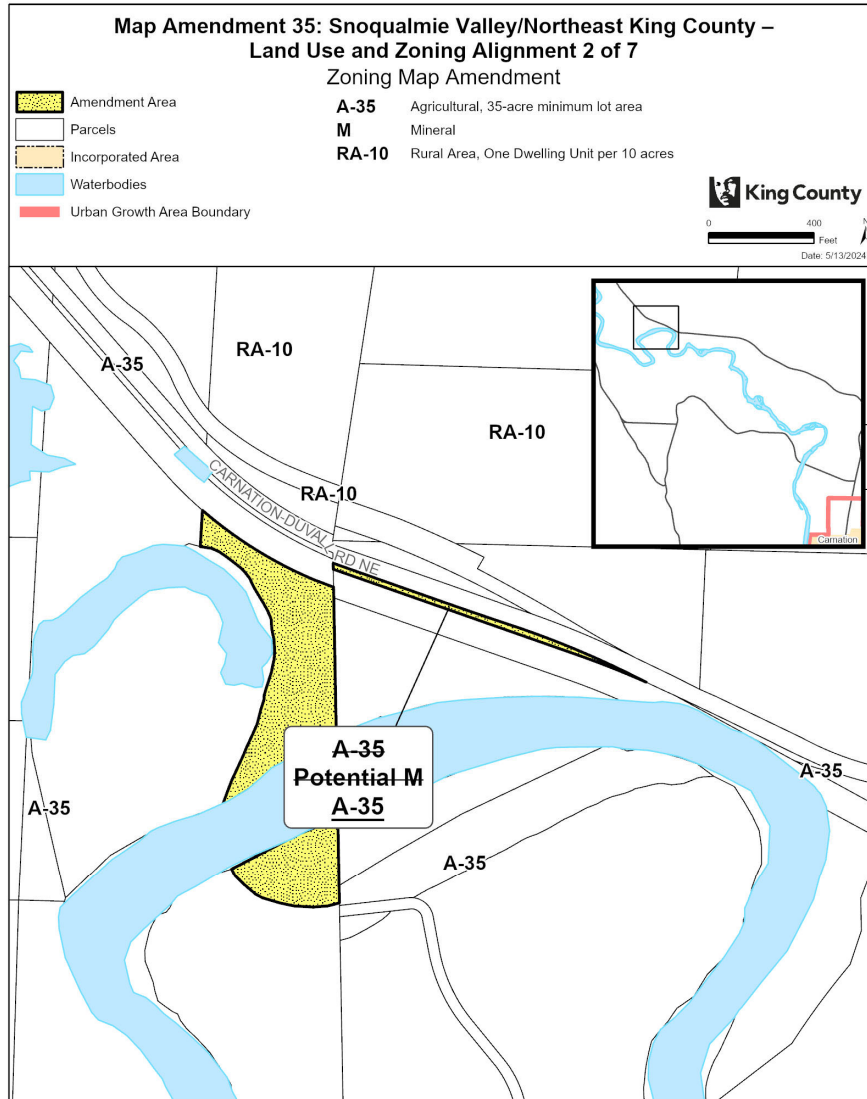 Map Amendment 35: Snoqualmie Valley/Northeast King County –
Land Use and Zoning Alignment 2 of 7
Zoning Map Amendment
Amendment Area
Parcels
Incorporated Area
Waterbodies
Urban Growth Area Boundary
A-35 Agricultural, 35-acre minimum lot area
M Mineral
RA-10 Rural Area, One Dwelling Unit per 10 acres
King County
0 400
Feet
N
Date: 5/13/2024
A-35
RA-10
RA-10
RA-10
CARNATION-DUVALL RD NE
Carnation
A-35
Potential M
A-35
A-35
A-35
A-35